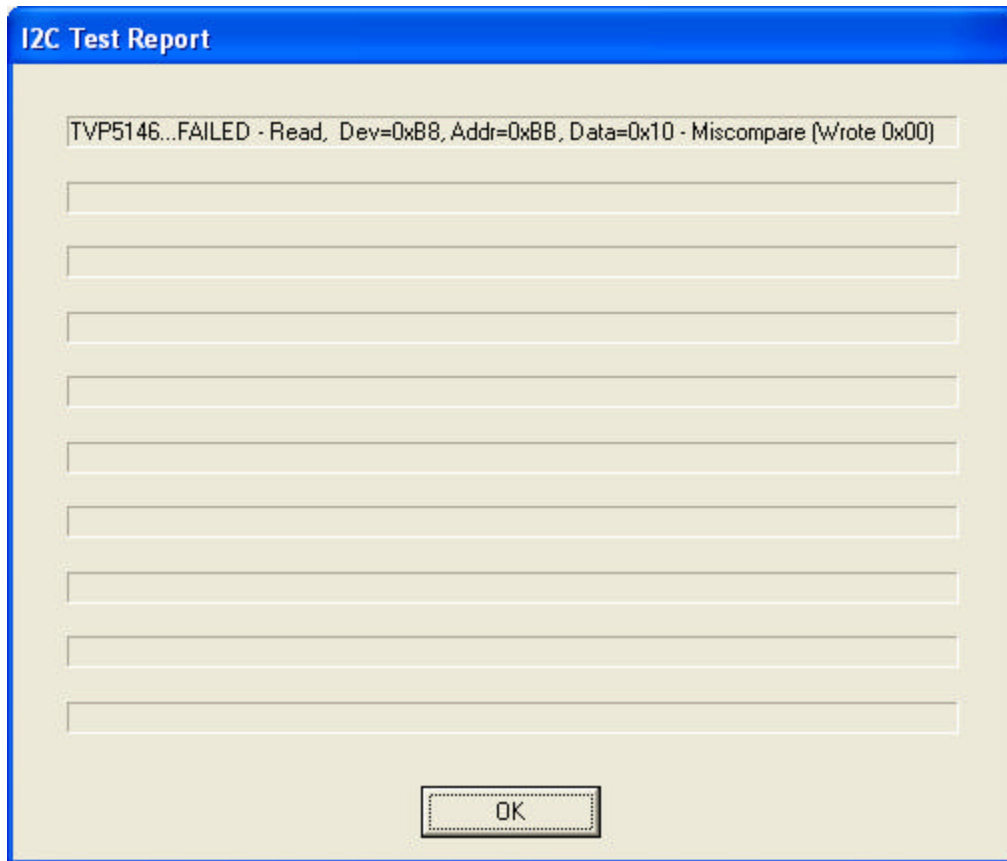 I2C Test Report
TVP5146...FAILED - Read,  Dev=0xB8, Addr=0xBB, Data=0x10 - Miscompare (Wrote 0x00)
OK